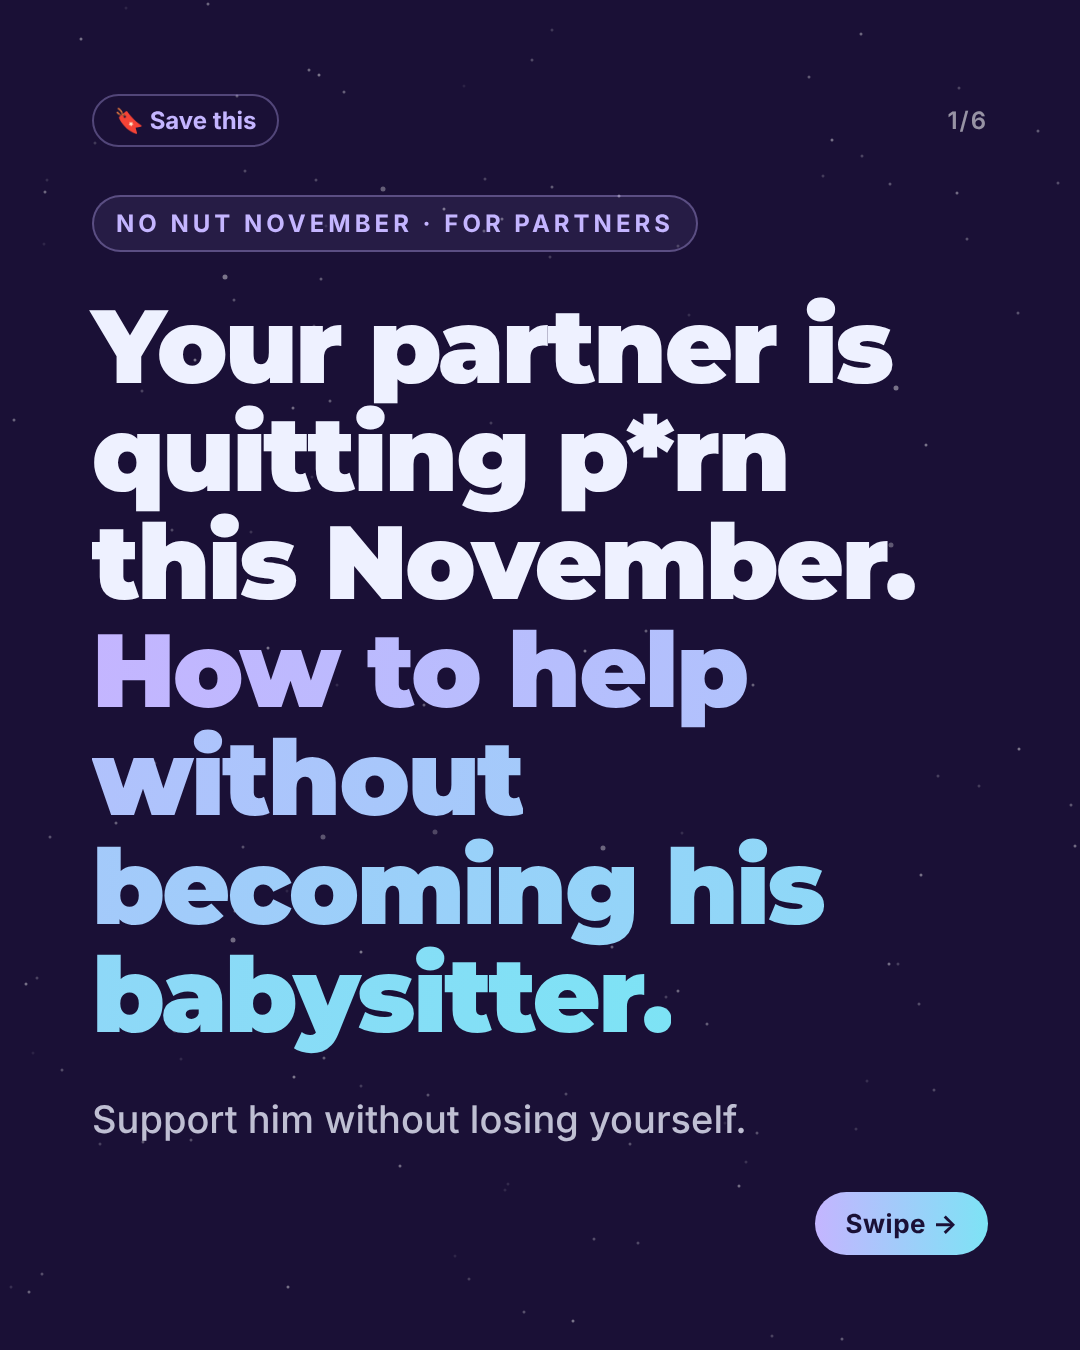 🔖 Save this
1/6
NO NUT NOVEMBER · FOR PARTNERS
Your partner is
quitting p*rn
this November.
How to help
without
becoming his
babysitter.
Support him without losing yourself.
Swipe →